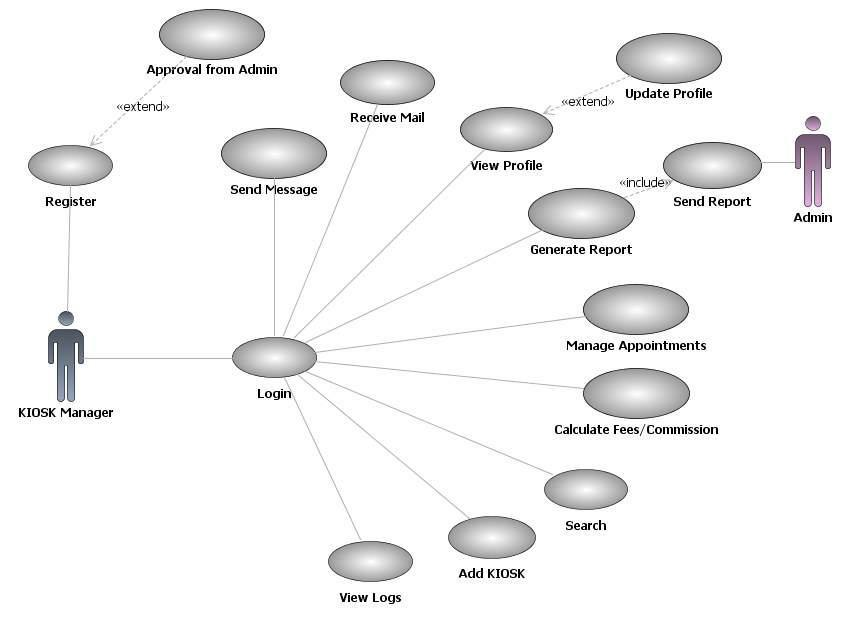 Approval from Admin
Update Profile
«extend»
«extend»
Receive Mail
View Profile
Send Message
«include»
Register
Send Report
Admin
Generate Report
Manage Appointments
Login
KIOSK Manager
Calculate Fees/Commission
Search
Add KIOSK
View Logs